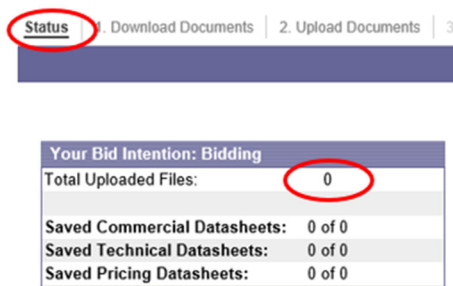 Status 1. Download Documents 2. Upload Documents 3
Your Bid Intention: Bidding
Total Uploaded Files: 0
Saved Commercial Datasheets: 0 of 0
Saved Technical Datasheets: 0 of 0
Saved Pricing Datasheets: 0 of 0